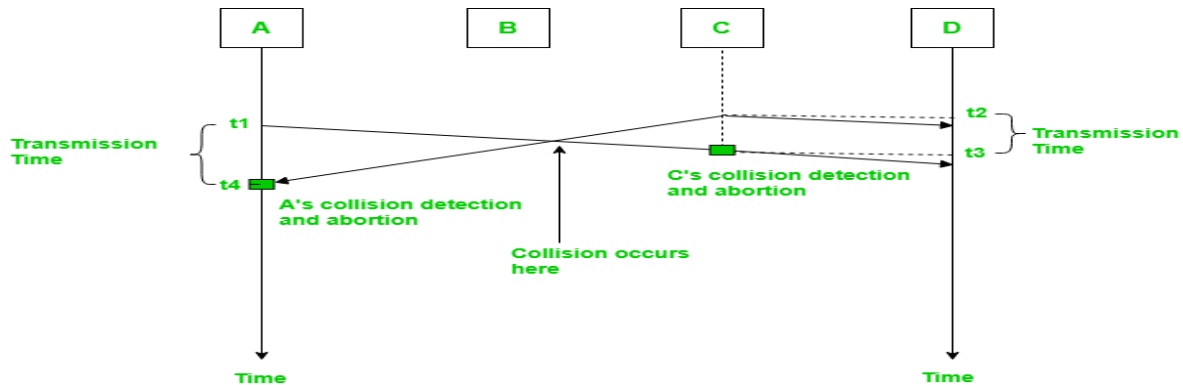 A
B
C
D
t1
t2
Transmission
Time
Transmission
Time
t3
t4
C's collision detection
and abortion
A's collision detection
and abortion
Collision occurs
here
Time
Time